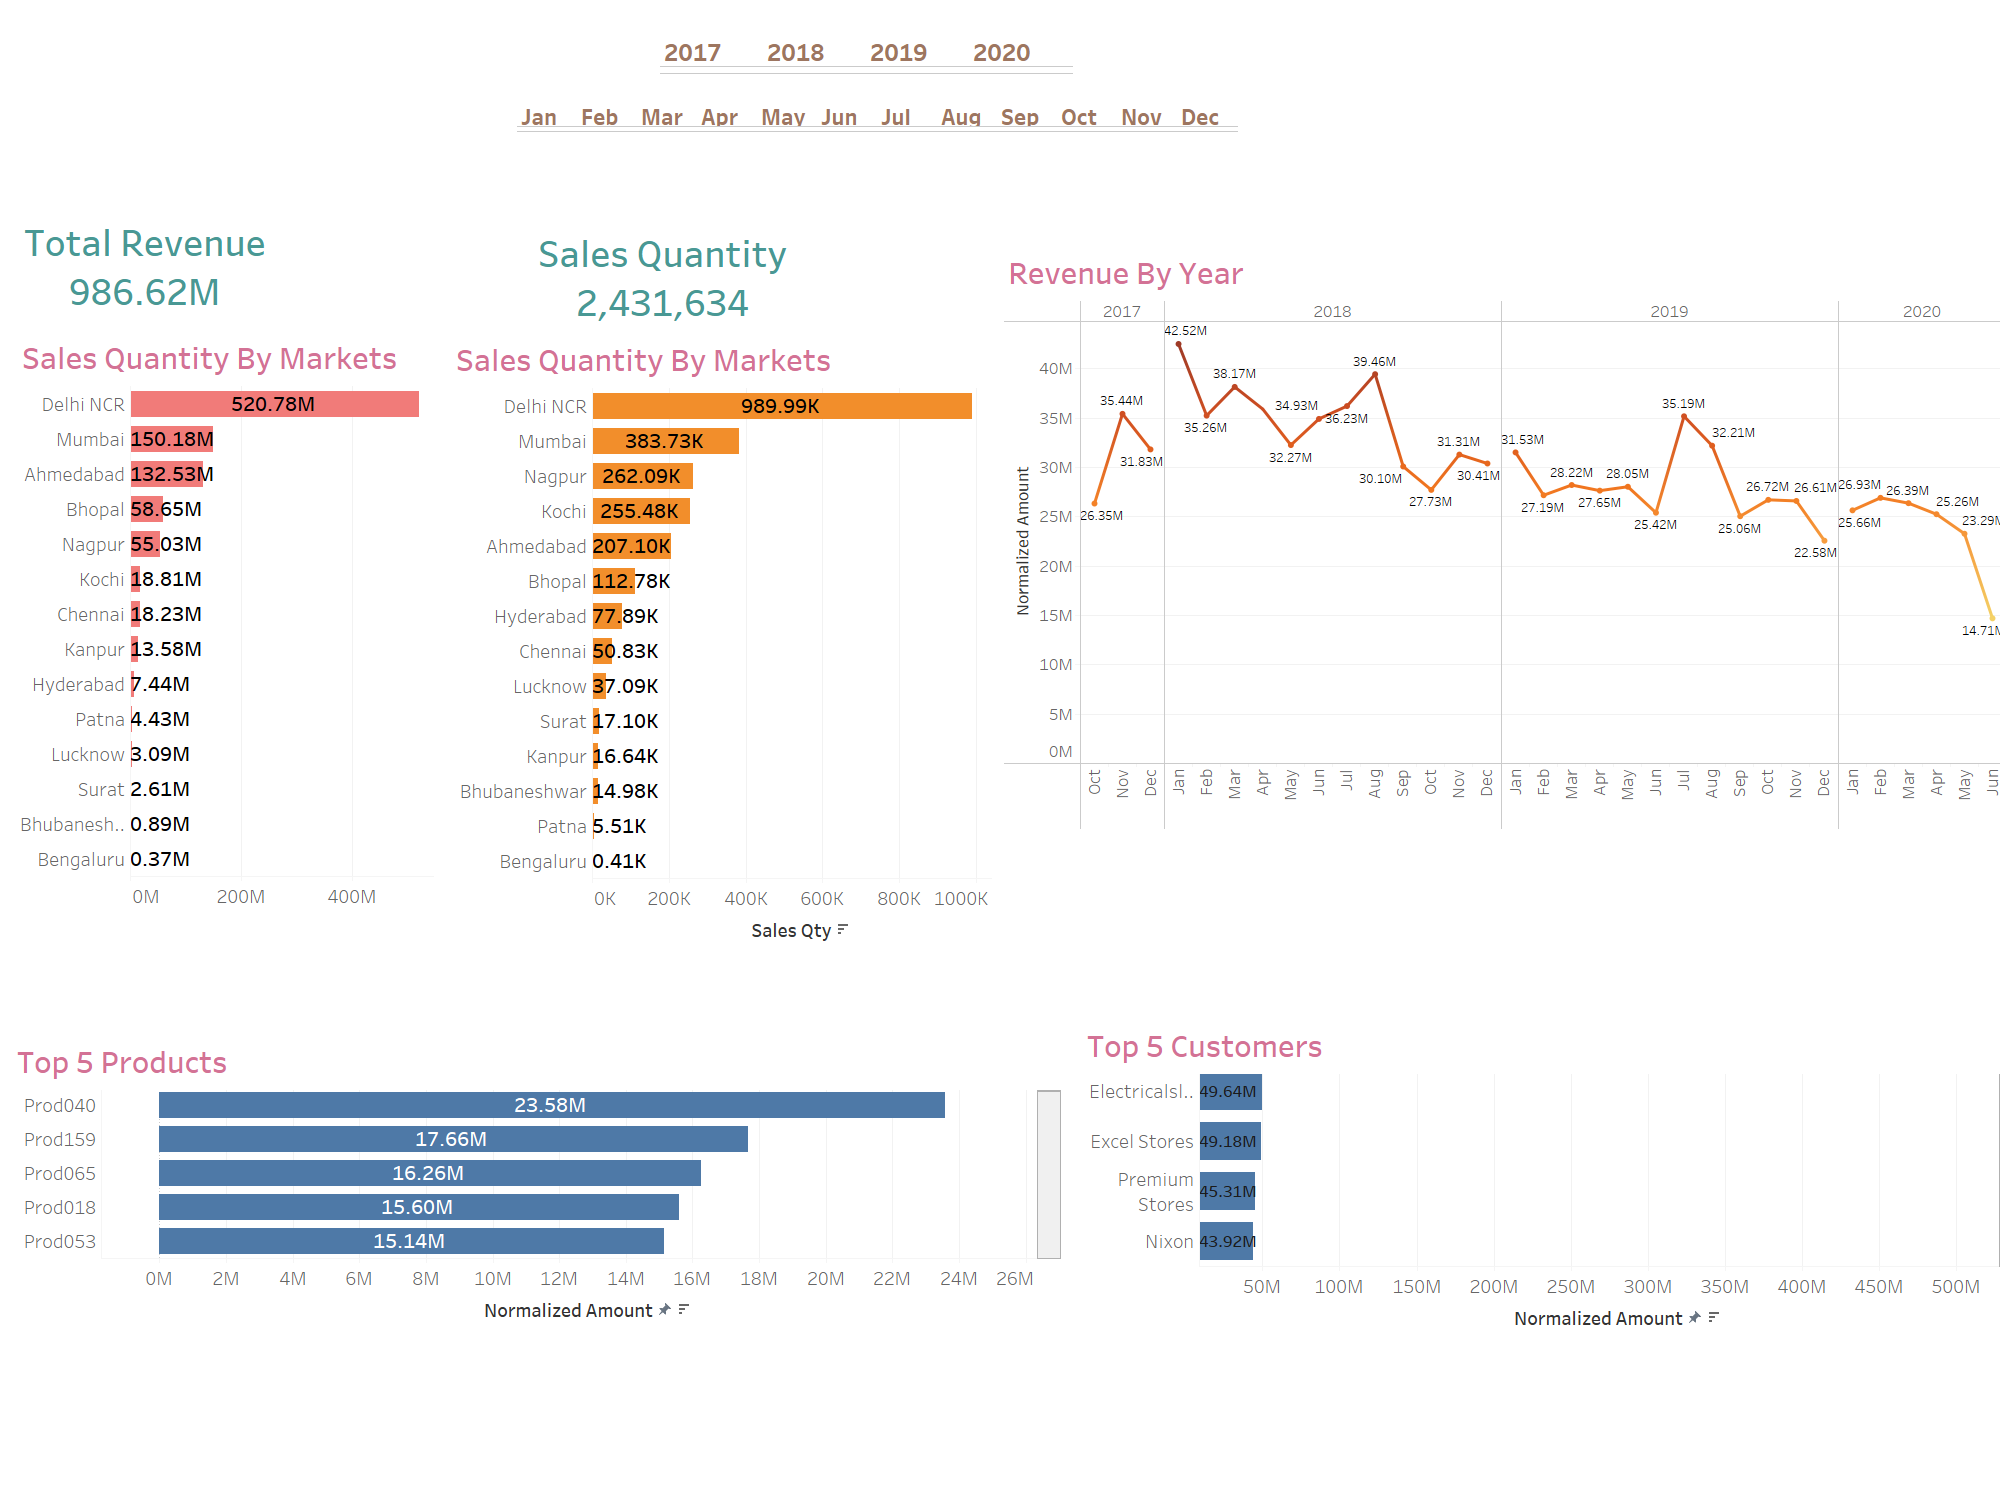 2017 2018 2019 2020
Jan Feb Mar Apr May Jun Jul Aug Sep Oct Nov Dec
Total Revenue
986.62M
Sales Quantity
2,431,634
Sales Quantity By Markets
Delhi NCR 520.78M
Mumbai 150.18M
Ahmedabad 132.53M
Bhopal 58.65M
Nagpur 55.03M
Kochi 18.81M
Chennai 18.23M
Kanpur 13.58M
Hyderabad 7.44M
Patna 4.43M
Lucknow 3.09M
Surat 2.61M
Bhubanesh.. 0.89M
Bengaluru 0.37M
0M 200M 400M
Sales Quantity By Markets
Delhi NCR 989.99K
Mumbai 383.73K
Nagpur 262.09K
Kochi 255.48K
Ahmedabad 207.10K
Bhopal 112.78K
Hyderabad 77.89K
Chennai 50.83K
Lucknow 37.09K
Surat 17.10K
Kanpur 16.64K
Bhubaneshwar 14.98K
Patna 5.51K
Bengaluru 0.41K
0K 200K 400K 600K 800K 1000K
Sales Qty
Revenue By Year
2017 2018 2019 2020
Normalized Amount
40M
35M
30M
25M
20M
15M
10M
5M
0M
26.35M 35.44M 31.83M
42.52M 35.26M 38.17M 32.27M 34.93M 36.23M 39.46M 30.10M 27.73M 31.31M 30.41M
31.53M 27.19M 28.22M 27.65M 28.05M 25.42M 35.19M 32.21M 25.06M 26.72M 26.61M 22.58M
25.66M 26.93M 26.39M 25.26M 23.29M 14.71M
Oct Nov Dec Jan Feb Mar Apr May Jun Jul Aug Sep Oct Nov Dec Jan Feb Mar Apr May Jun Jul Aug Sep Oct Nov Dec Jan Feb Mar Apr May Jun
Top 5 Products
Prod040 23.58M
Prod159 17.66M
Prod065 16.26M
Prod018 15.60M
Prod053 15.14M
0M 2M 4M 6M 8M 10M 12M 14M 16M 18M 20M 22M 24M 26M
Normalized Amount
Top 5 Customers
Electricalsl.. 49.64M
Excel Stores 49.18M
Premium
Stores 45.31M
Nixon 43.92M
50M 100M 150M 200M 250M 300M 350M 400M 450M 500M
Normalized Amount